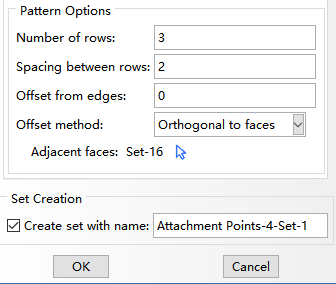 Pattern Options
Number of rows: 3
Spacing between rows: 2
Offset from edges: 0
Offset method: Orthogonal to faces
Adjacent faces: Set-16
Set Creation
Create set with name: Attachment Points-4-Set-1
OK Cancel